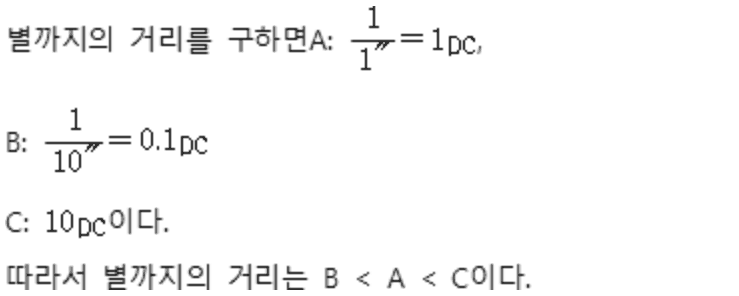 별까지의 거리를 구하면A: 1/1″ = 1pc,
B: 1/10″ = 0.1pc
C: 10pc이다.
따라서 별까지의 거리는 B < A < C이다.